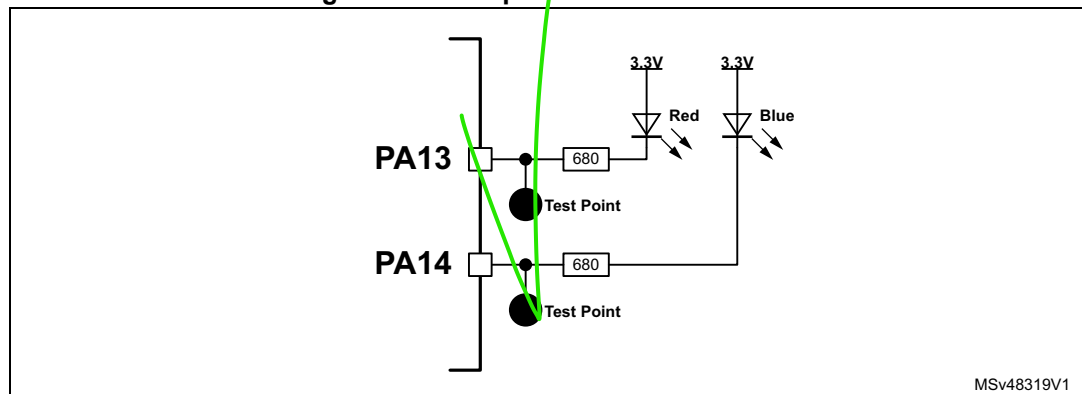 3.3V 3.3V
Red Blue
PA13 680
Test Point
PA14 680
Test Point
MSv48319V1